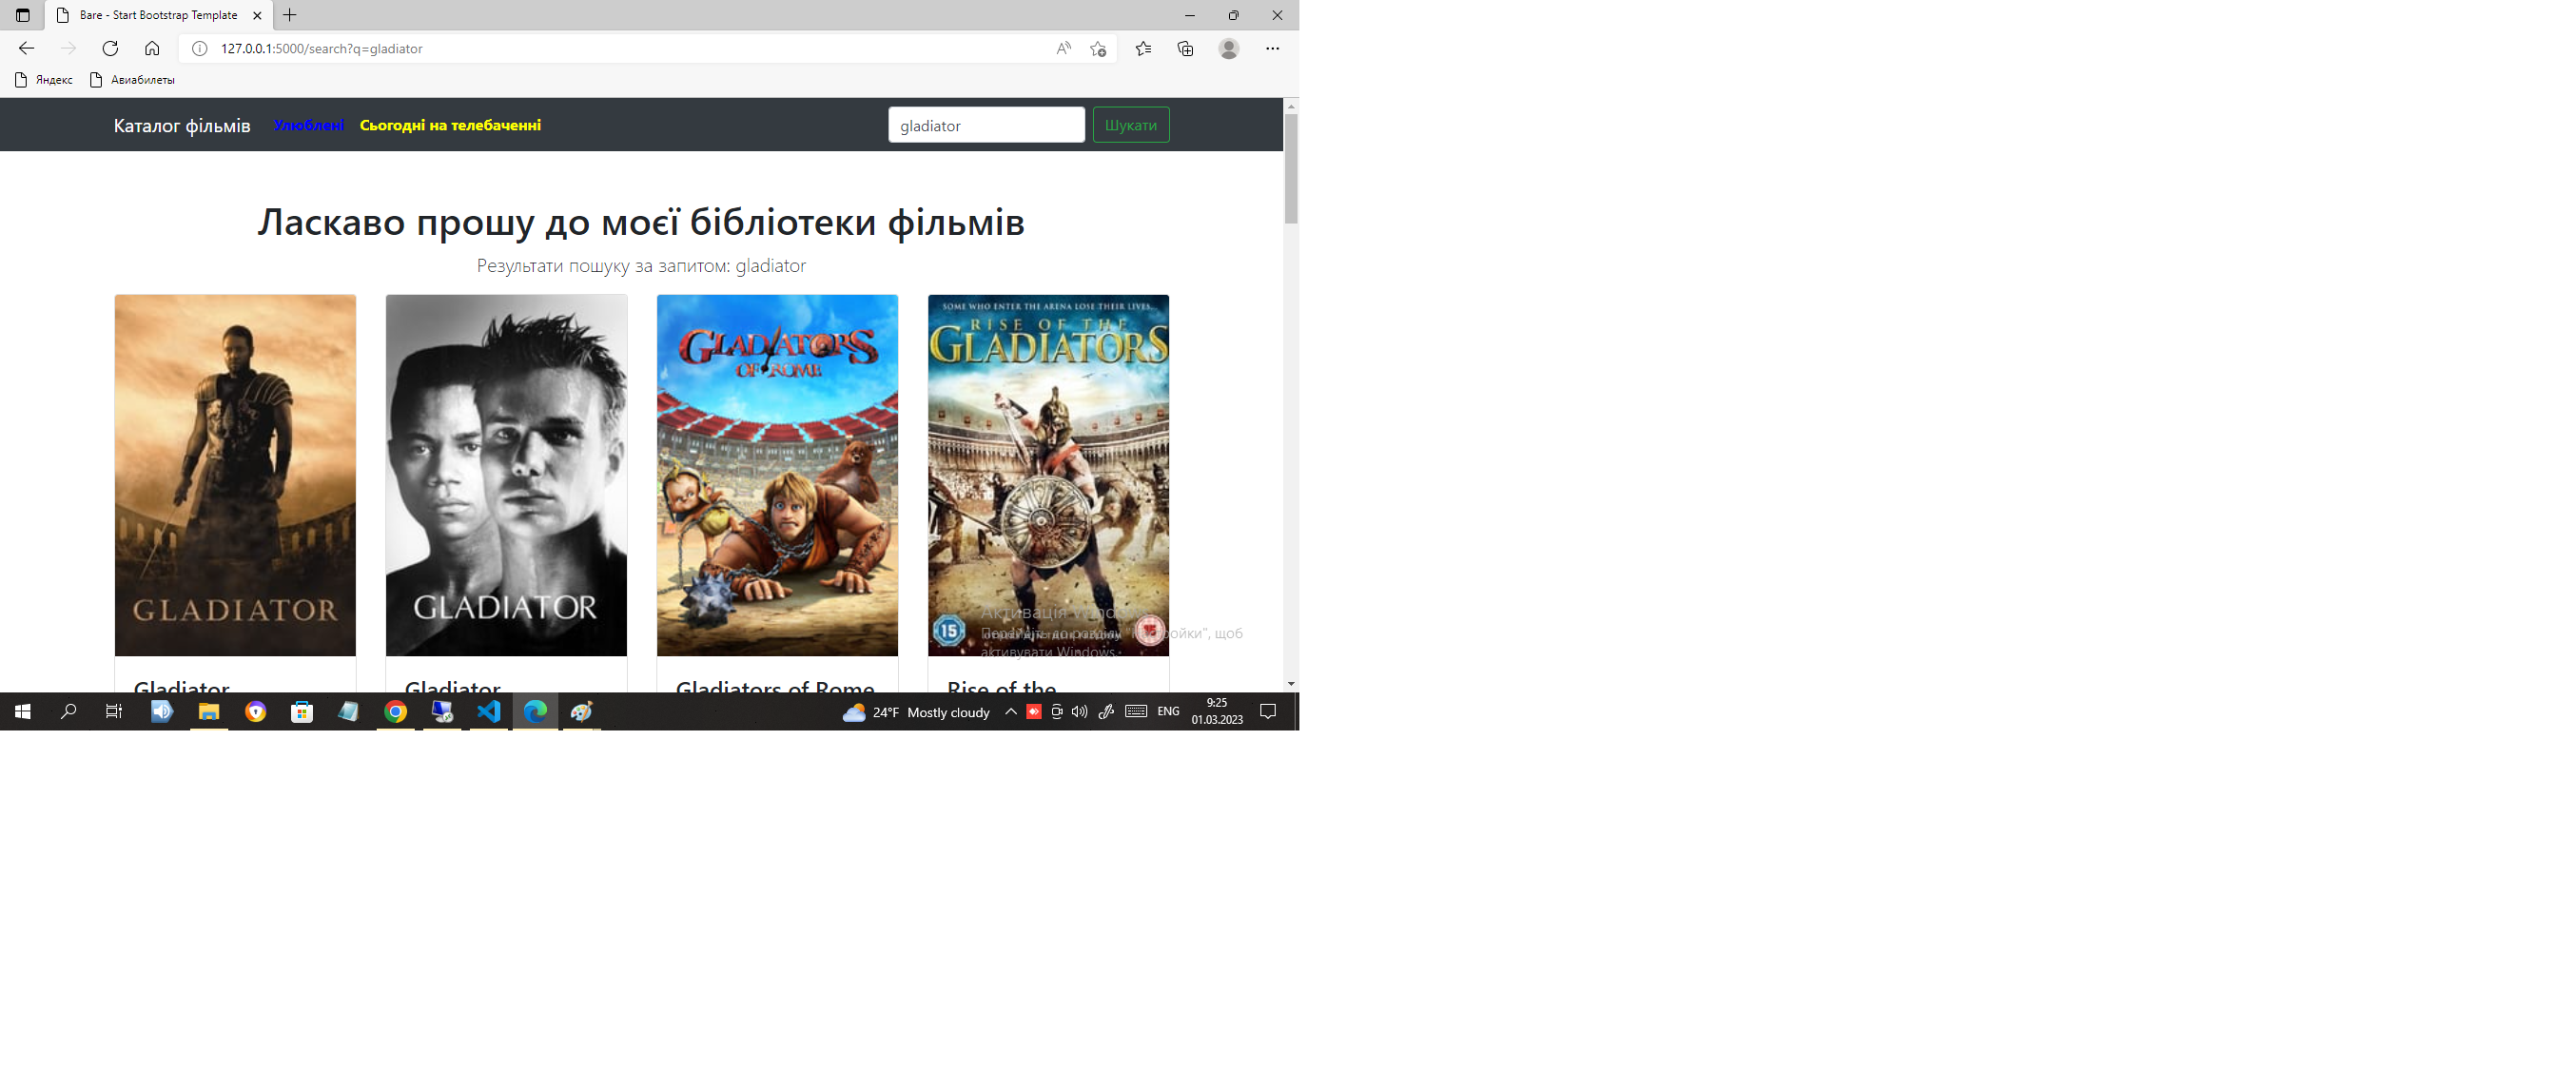 Bare - Start Bootstrap Template
127.0.0.1:5000/search?q=gladiator
Яндекс
Авиабилеты
Каталог фільмів
Улюблені
Сьогодні на телебаченні
gladiator
Шукати
Ласкаво прошу до моєї бібліотеки фільмів
Результати пошуку за запитом: gladiator
GLADIATOR
GLADIATOR
GLADIATORS
OF ROME
SOME WHO ENTER THE ARENA LOSE THEIR LIVES...
RISE OF THE
GLADIATORS
15
15
Активація Windows
Перейдіть до розділу "Настройки", щоб
активувати Windows.
Gladiator
Gladiator
Gladiators of Rome
Rise of the
24°F Mostly cloudy
ENG
9:25
01.03.2023